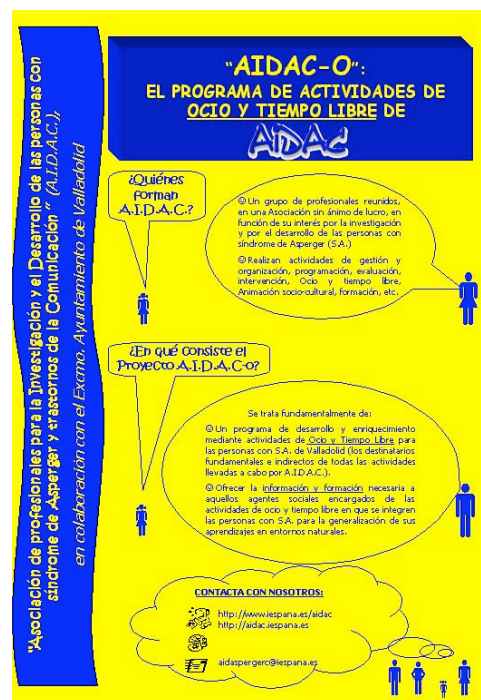 "Asociación de profesionales para la Investigación y el Desarrollo de las personas con
síndrome de Asperger y trastornos de la Comunicación" (A.I.D.A.C.),
en colaboración con el Excmo. Ayuntamiento de Valladolid
"AIDAC-O":
EL PROGRAMA DE ACTIVIDADES DE
OCIO Y TIEMPO LIBRE DE
AIDAC
¿Quiénes
forman
A.I.D.A.C.?
Un grupo de profesionales reunidos,
en una Asociación sin ánimo de lucro, en
función de su interés por la investigación
y por el desarrollo de las personas con
síndrome de Asperger (S.A.)
Realizan actividades de gestión y
organización, programación, evaluación,
intervención, Ocio y tiempo libre,
Animación socio-cultural, formación, etc.
¿En qué consiste el
Proyecto A.I.D.A.C-o?
Se trata fundamentalmente de:
Un programa de desarrollo y enriquecimiento
mediante actividades de Ocio y Tiempo Libre para
las personas con S.A. de Valladolid (los destinatarios
fundamentales e indirectos de todas las actividades
llevadas a cabo por A.I.D.A.C.).
Ofrecer la información y formación necesaria a
aquellos agentes sociales encargados de las
actividades de ocio y tiempo libre en que se integren
las personas con S.A. para la generalización de sus
aprendizajes en entornos naturales.
CONTACTA CON NOSOTROS:
http://www.iespana.es/aidac
http://aidac.iespana.es
aidaspergerc@iespana.es